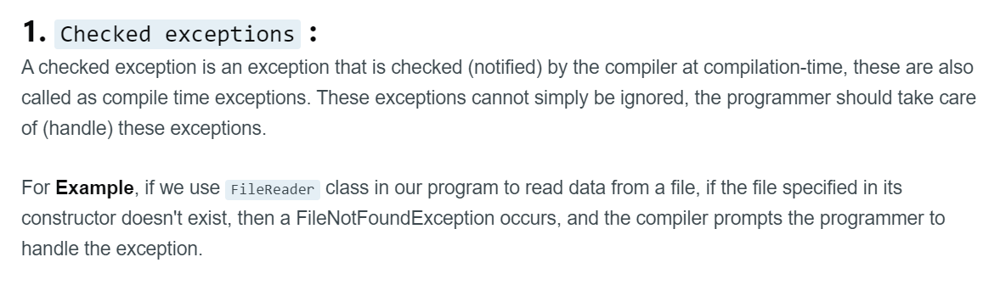 1. Checked exceptions :
A checked exception is an exception that is checked (notified) by the compiler at compilation-time, these are also
called as compile time exceptions. These exceptions cannot simply be ignored, the programmer should take care
of (handle) these exceptions.
For Example, if we use FileReader class in our program to read data from a file, if the file specified in its
constructor doesn't exist, then a FileNotFoundException occurs, and the compiler prompts the programmer to
handle the exception.